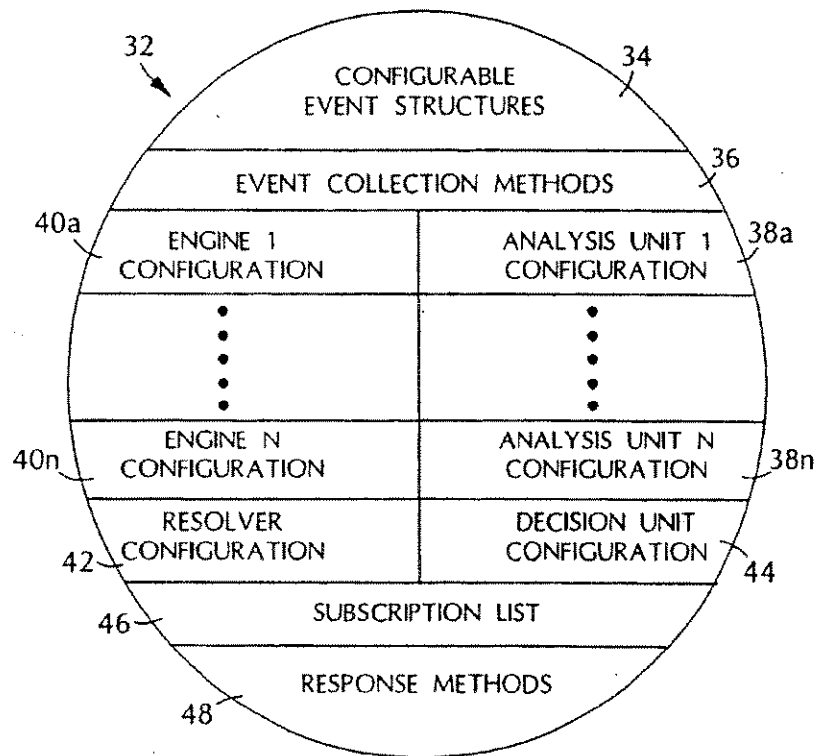 32
CONFIGURABLE
EVENT STRUCTURES
34
EVENT COLLECTION METHODS
36
40a
ENGINE 1
CONFIGURATION
ANALYSIS UNIT 1
CONFIGURATION
38a
40n
ENGINE N
CONFIGURATION
ANALYSIS UNIT N
CONFIGURATION
38n
42
RESOLVER
CONFIGURATION
DECISION UNIT
CONFIGURATION
44
46
SUBSCRIPTION LIST
48
RESPONSE METHODS